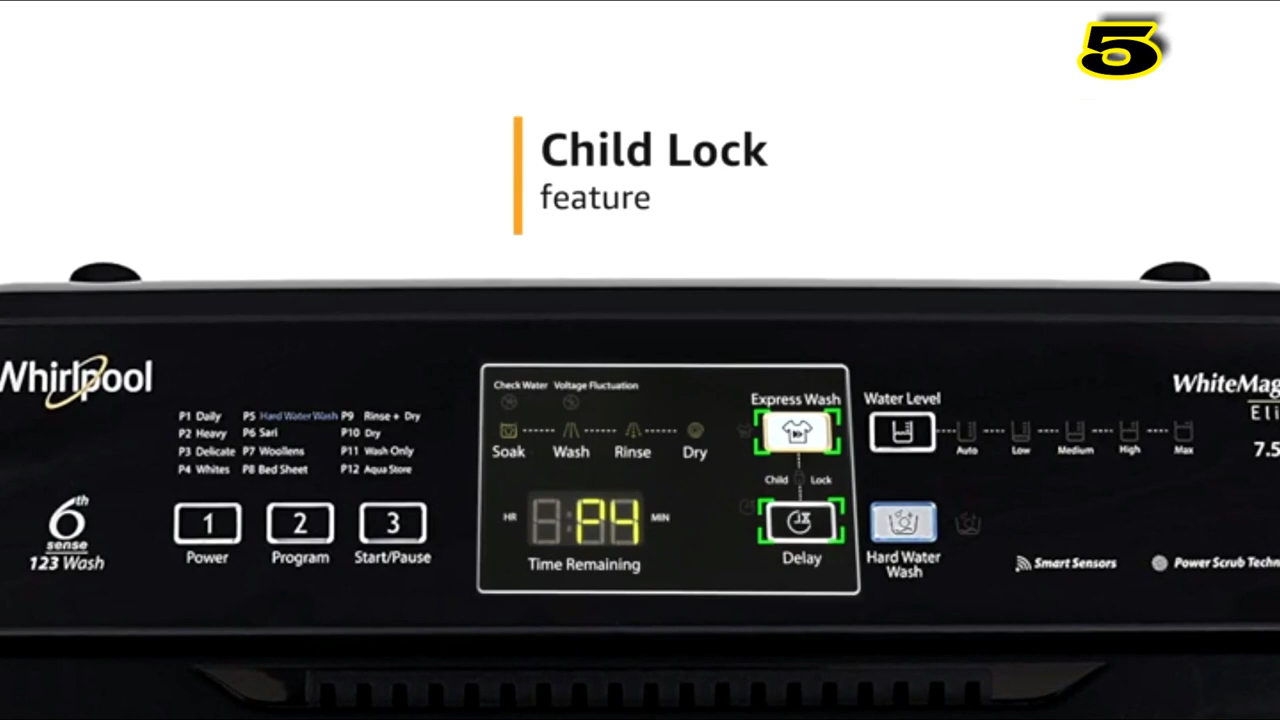 5
Child Lock
feature
Whirlpool
WhiteMag
Eli
7.5
Check Water Voltage Fluctuation
Express Wash
Water Level
P1 Daily P5 Hard Water Wash P9 Rinse + Dry
P2 Heavy P6 Sari P10 Dry
P3 Delicate P7 Woollens P11 Wash Only
P4 Whites P8 Bed Sheet P12 Aqua Store
Soak Wash Rinse Dry
Auto Low Medium High Max
Child Lock
6th
sense
123 Wash
1 2 3
Power Program Start/Pause
HR P4 MIN
Time Remaining
Delay
Hard Water
Wash
Smart Sensors
Power Scrub Techn